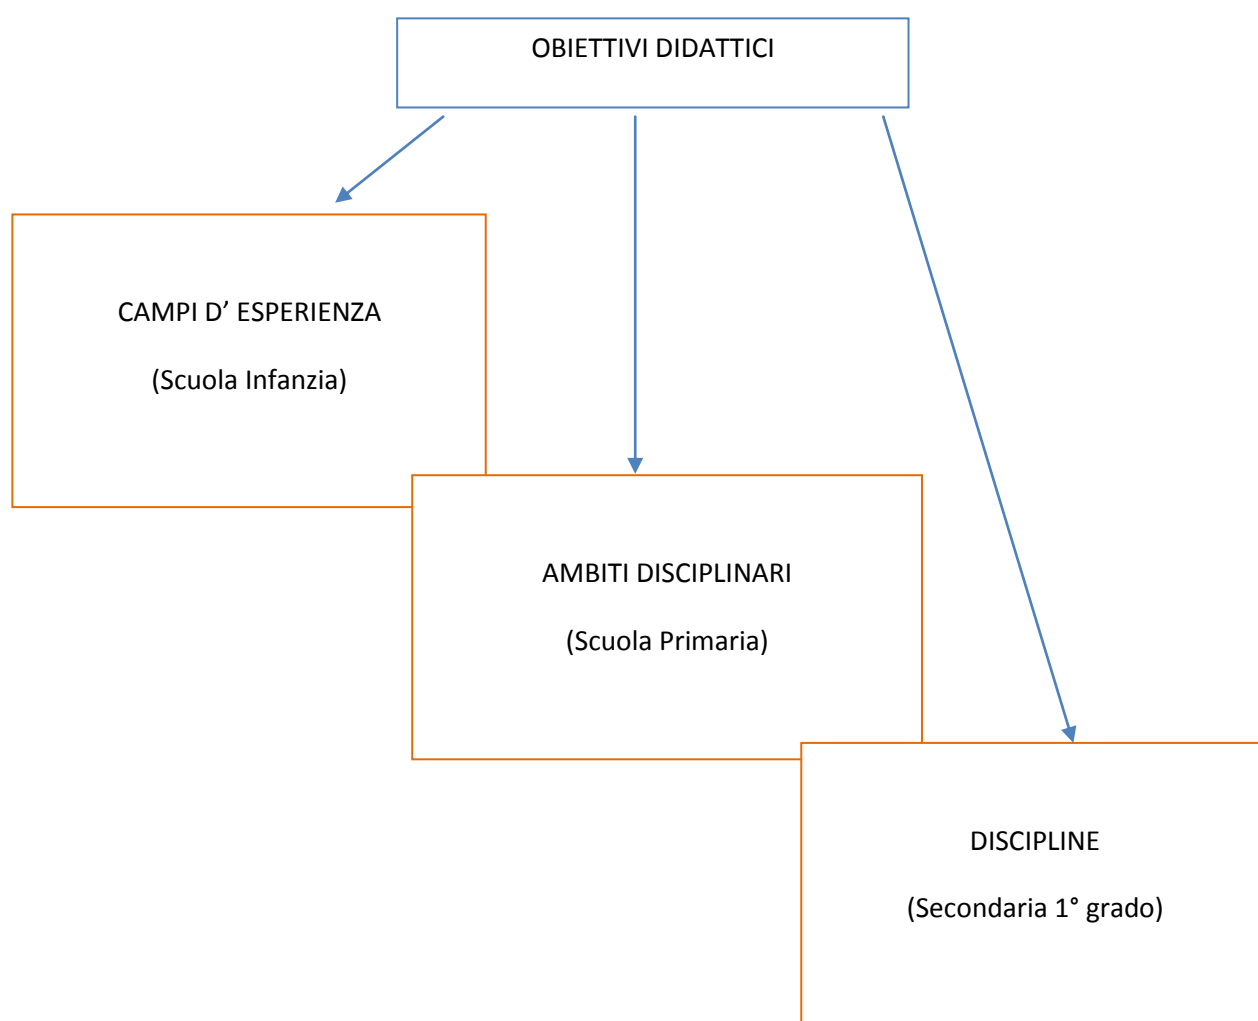 OBIETTIVI DIDATTICI
CAMPI D’ ESPERIENZA
(Scuola Infanzia)
AMBITI DISCIPLINARI
(Scuola Primaria)
DISCIPLINE
(Secondaria 1° grado)